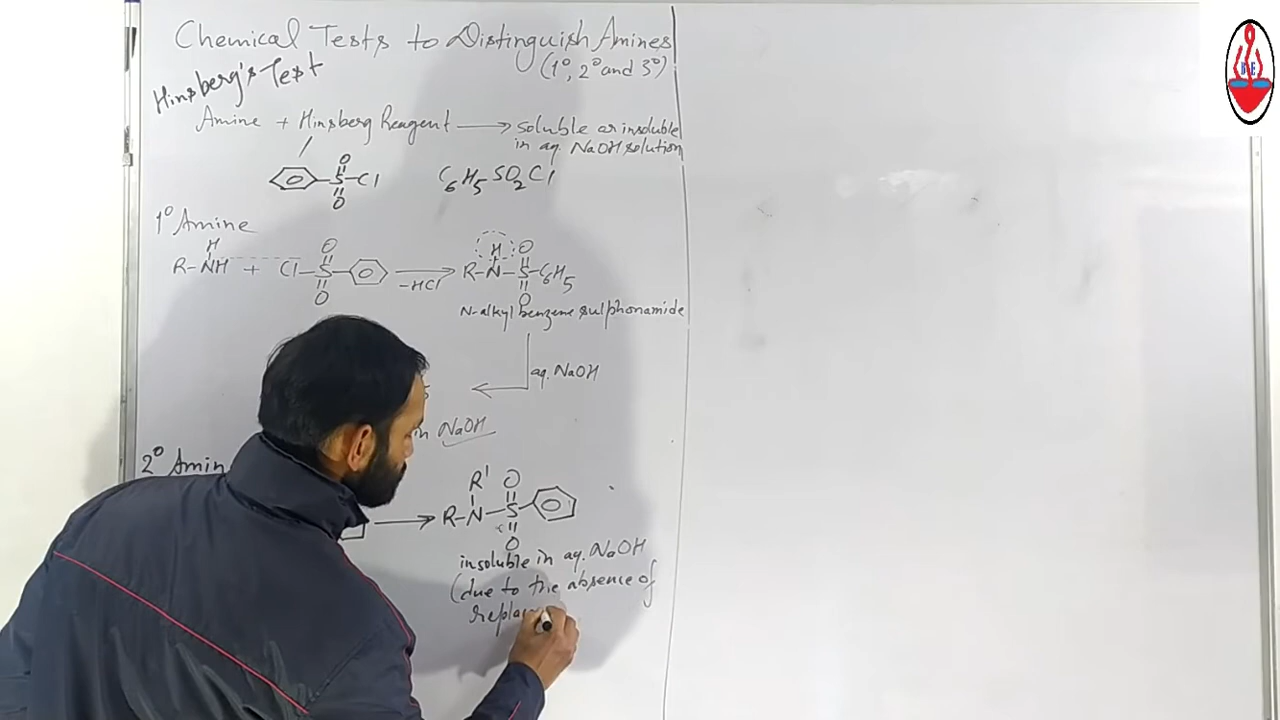 Chemical Tests to Distinguish Amines
(1°, 2° and 3°)
Hinsberg's Test
Amine + Hinsberg Reagent → soluble or insoluble
in aq. NaOH solution
O
S-Cl
O
C6H5SO2Cl
1° Amine
H
R-NH + Cl-S
O
O
-HCl
H O
R-N-S-C6H5
O
N-alkyl benzene sulphonamide
aq. NaOH
in NaOH
2° Amin
R' O
R-N-S
O
insoluble in aq. NaOH
(due to the absence of